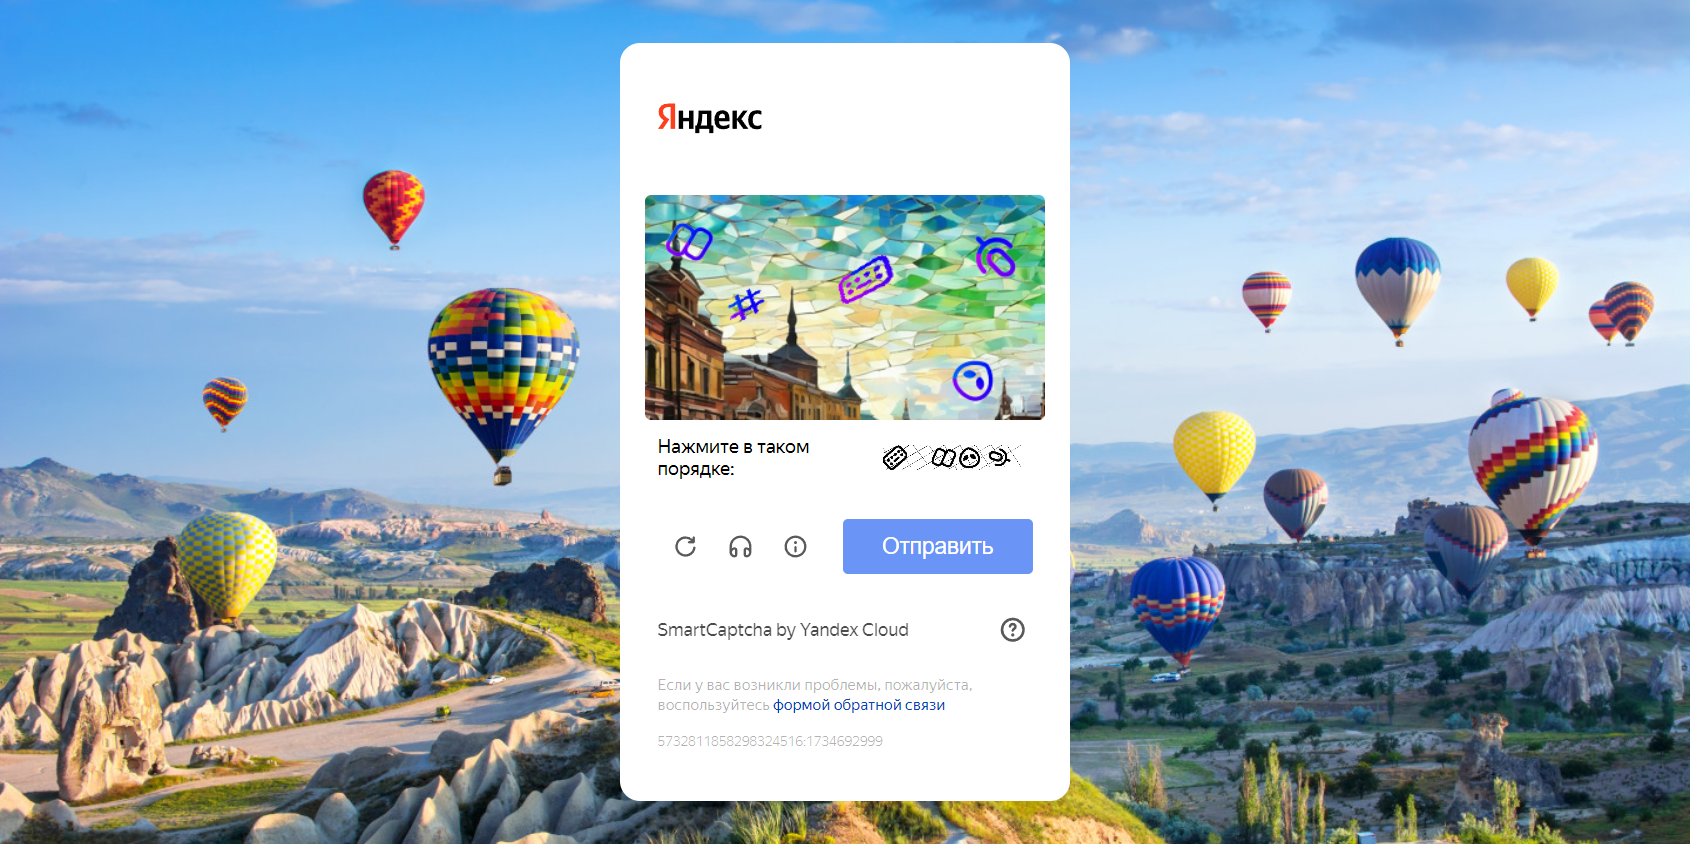 Яндекс
Нажмите в таком
порядке:
Отправить
SmartCaptcha by Yandex Cloud
Если у вас возникли проблемы, пожалуйста,
воспользуйтесь формой обратной связи
5732811858298324516:1734692999